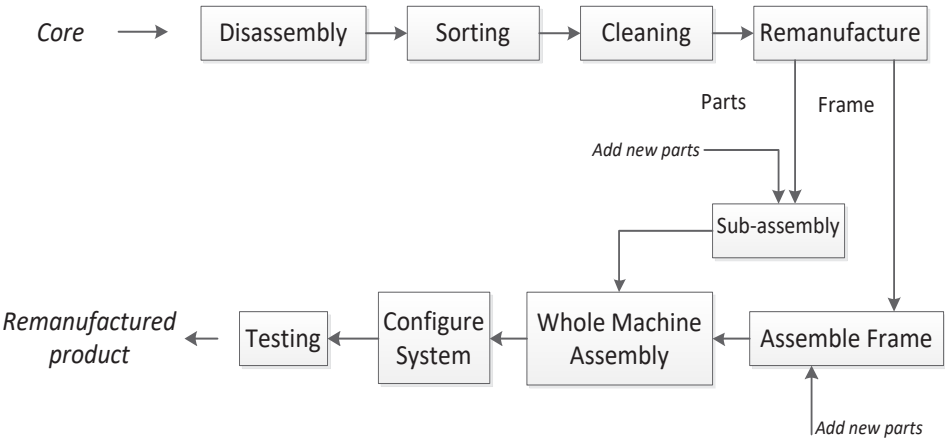 Core
Disassembly
Sorting
Cleaning
Remanufacture
Parts
Frame
Add new parts
Sub-assembly
Remanufactured
product
Testing
Configure
System
Whole Machine
Assembly
Assemble Frame
Add new parts